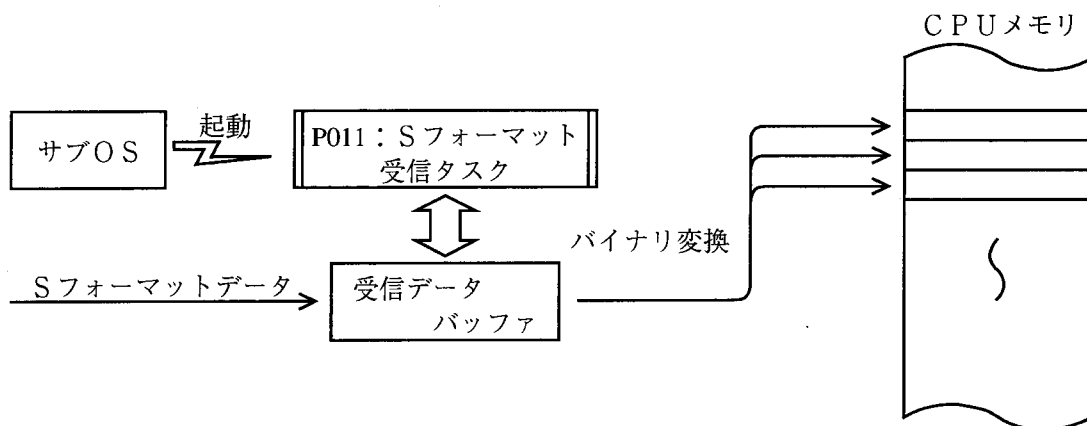 ＣＰＵメモリ
サブＯＳ
起動
P011：Ｓフォーマット
受信タスク
バイナリ変換
Ｓフォーマットデータ
受信データ
バッファ